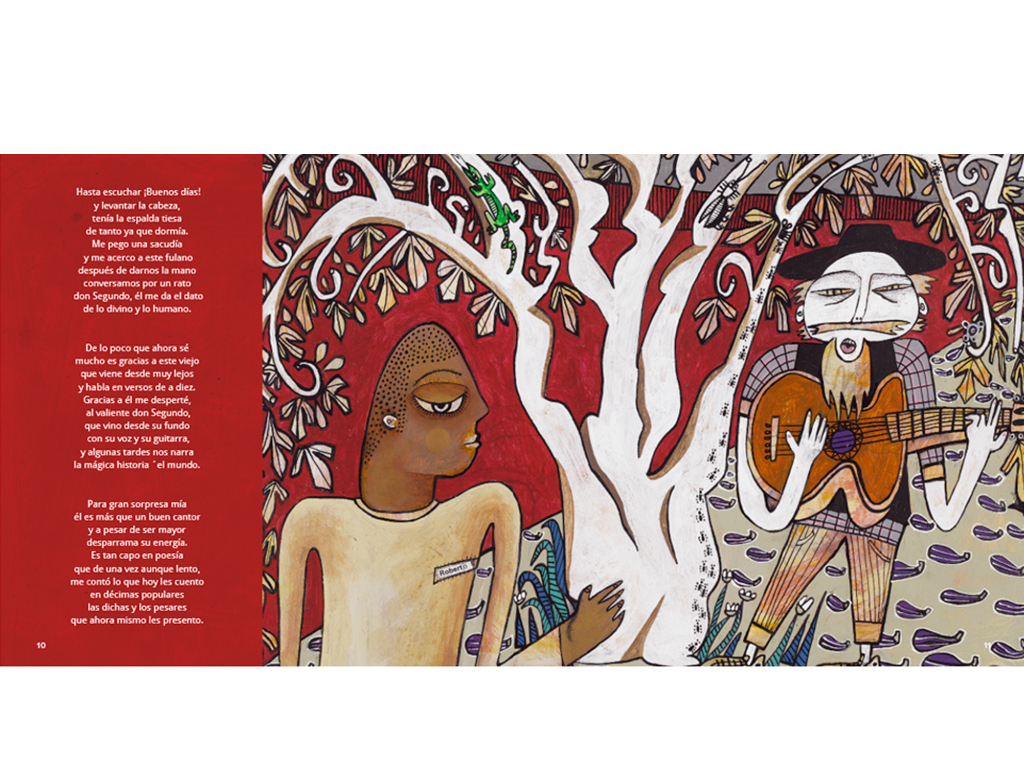 Hasta escuchar ¡Buenos días!
y levantar la cabeza,
tenía la espalda tiesa
de tanto ya que dormía.
Me pego una sacudía
y me acerco a este fulano
después de darnos la mano
conversamos por un rato
don Segundo, él me da el dato
de lo divino y lo humano.
De lo poco que ahora sé
mucho es gracias a este viejo
que viene desde muy lejos
y habla en versos de a diez.
Gracias a él me desperté,
al valiente don Segundo,
que vino desde su fundo
con su voz y su guitarra,
y algunas tardes nos narra
la mágica historia ´el mundo.
Para gran sorpresa mía
él es más que un buen cantor
y a pesar de ser mayor
desparrama su energía.
Es tan capo en poesía
que de una vez aunque lento,
me contó lo que hoy les cuento
en décimas populares
las dichas y los pesares
que ahora mismo les presento.
10
Roberto